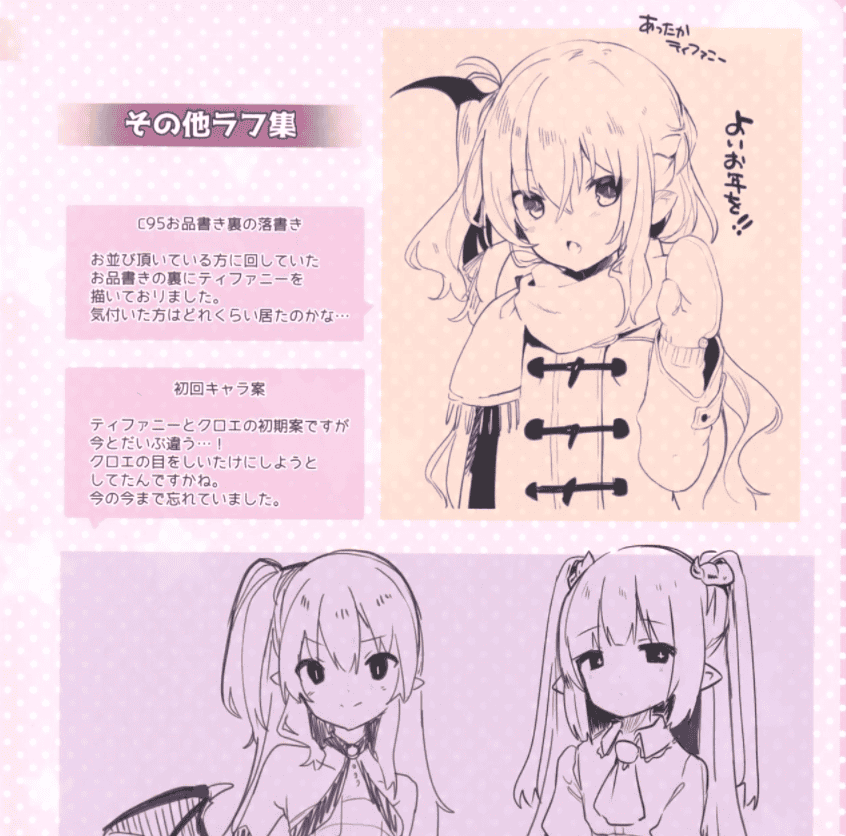 その他ラフ集
あったか
ティファニー
よいお年を!!
C95お品書き裏の落書き
お並び頂いている方に回していた
お品書きの裏にティファニーを
描いておりました。
気付いた方はどれくらい居たのかな…
初回キャラ案
ティファニーとクロエの初期案ですが
今とだいぶ違う…！
クロエの目をしいたけにしようと
してたんですかね。
今の今まで忘れていました。